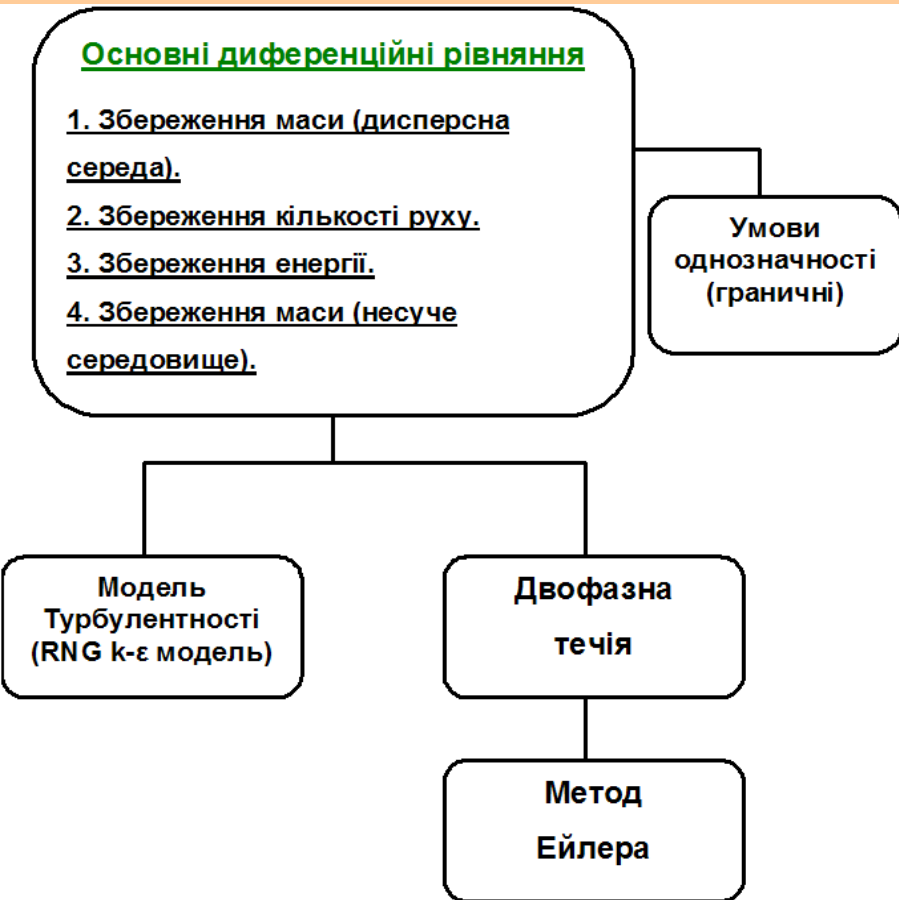 Основні диференційні рівняння
1. Збереження маси (дисперсна
середа).
2. Збереження кількості руху.
3. Збереження енергії.
4. Збереження маси (несуче
середовище).
Умови
однозначності
(граничні)
Модель
Турбулентності
(RNG k-ε модель)
Двофазна
течія
Метод
Ейлера